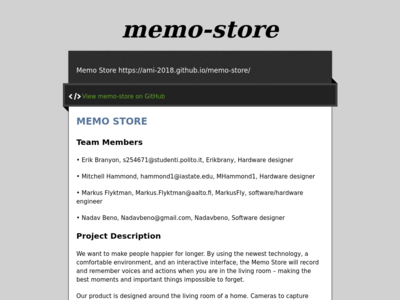 memo-store
Memo Store https://ami-2018.github.io/memo-store/
</> View memo-store on GitHub
MEMO STORE
Team Members
• Erik Branyon, s254671@studenti.polito.it, Erikbrany, Hardware designer
• Mitchell Hammond, hammond1@iastate.edu, MHammond1, Hardware designer
• Markus Flyktman, Markus.Flyktman@aalto.fi, MarkusFly, software/hardware
engineer
• Nadav Beno, Nadavbeno@gmail.com, Nadavbeno, Software designer
Project Description
We want to make people happier for longer. By using the newest technology, a
comfortable environment, and an interactive interface, the Memo Store will record
and remember voices and actions when you are in the living room – making the
best moments and important things impossible to forget.
Our product is designed around the living room of a home. Cameras to capture